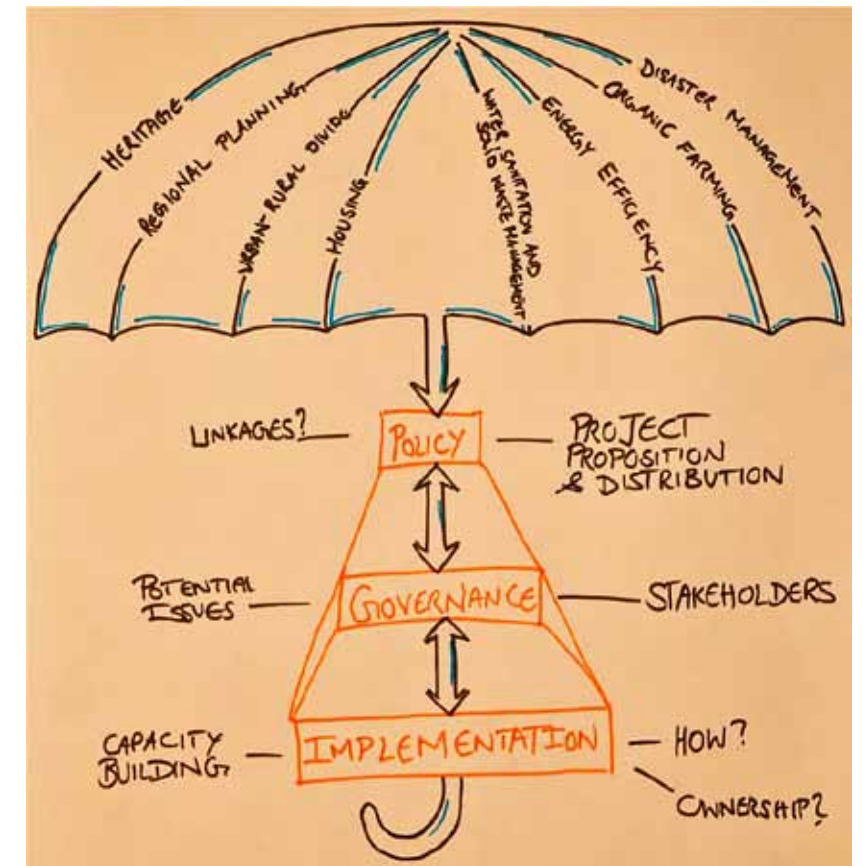 HERITAGE
REGIONAL PLANNING
URBAN-RURAL DIVIDE
HOUSING
WATER SANITATION AND
SOLID WASTE MANAGEMENT
ENERGY EFFICIENCY
ORGANIC FARMING
DISASTER MANAGEMENT
LINKAGES?
POLICY
PROJECT
PROPOSITION
& DISTRIBUTION
POTENTIAL
ISSUES
GOVERNANCE
STAKEHOLDERS
CAPACITY
BUILDING
IMPLEMENTATION
HOW?
OWNERSHIP?